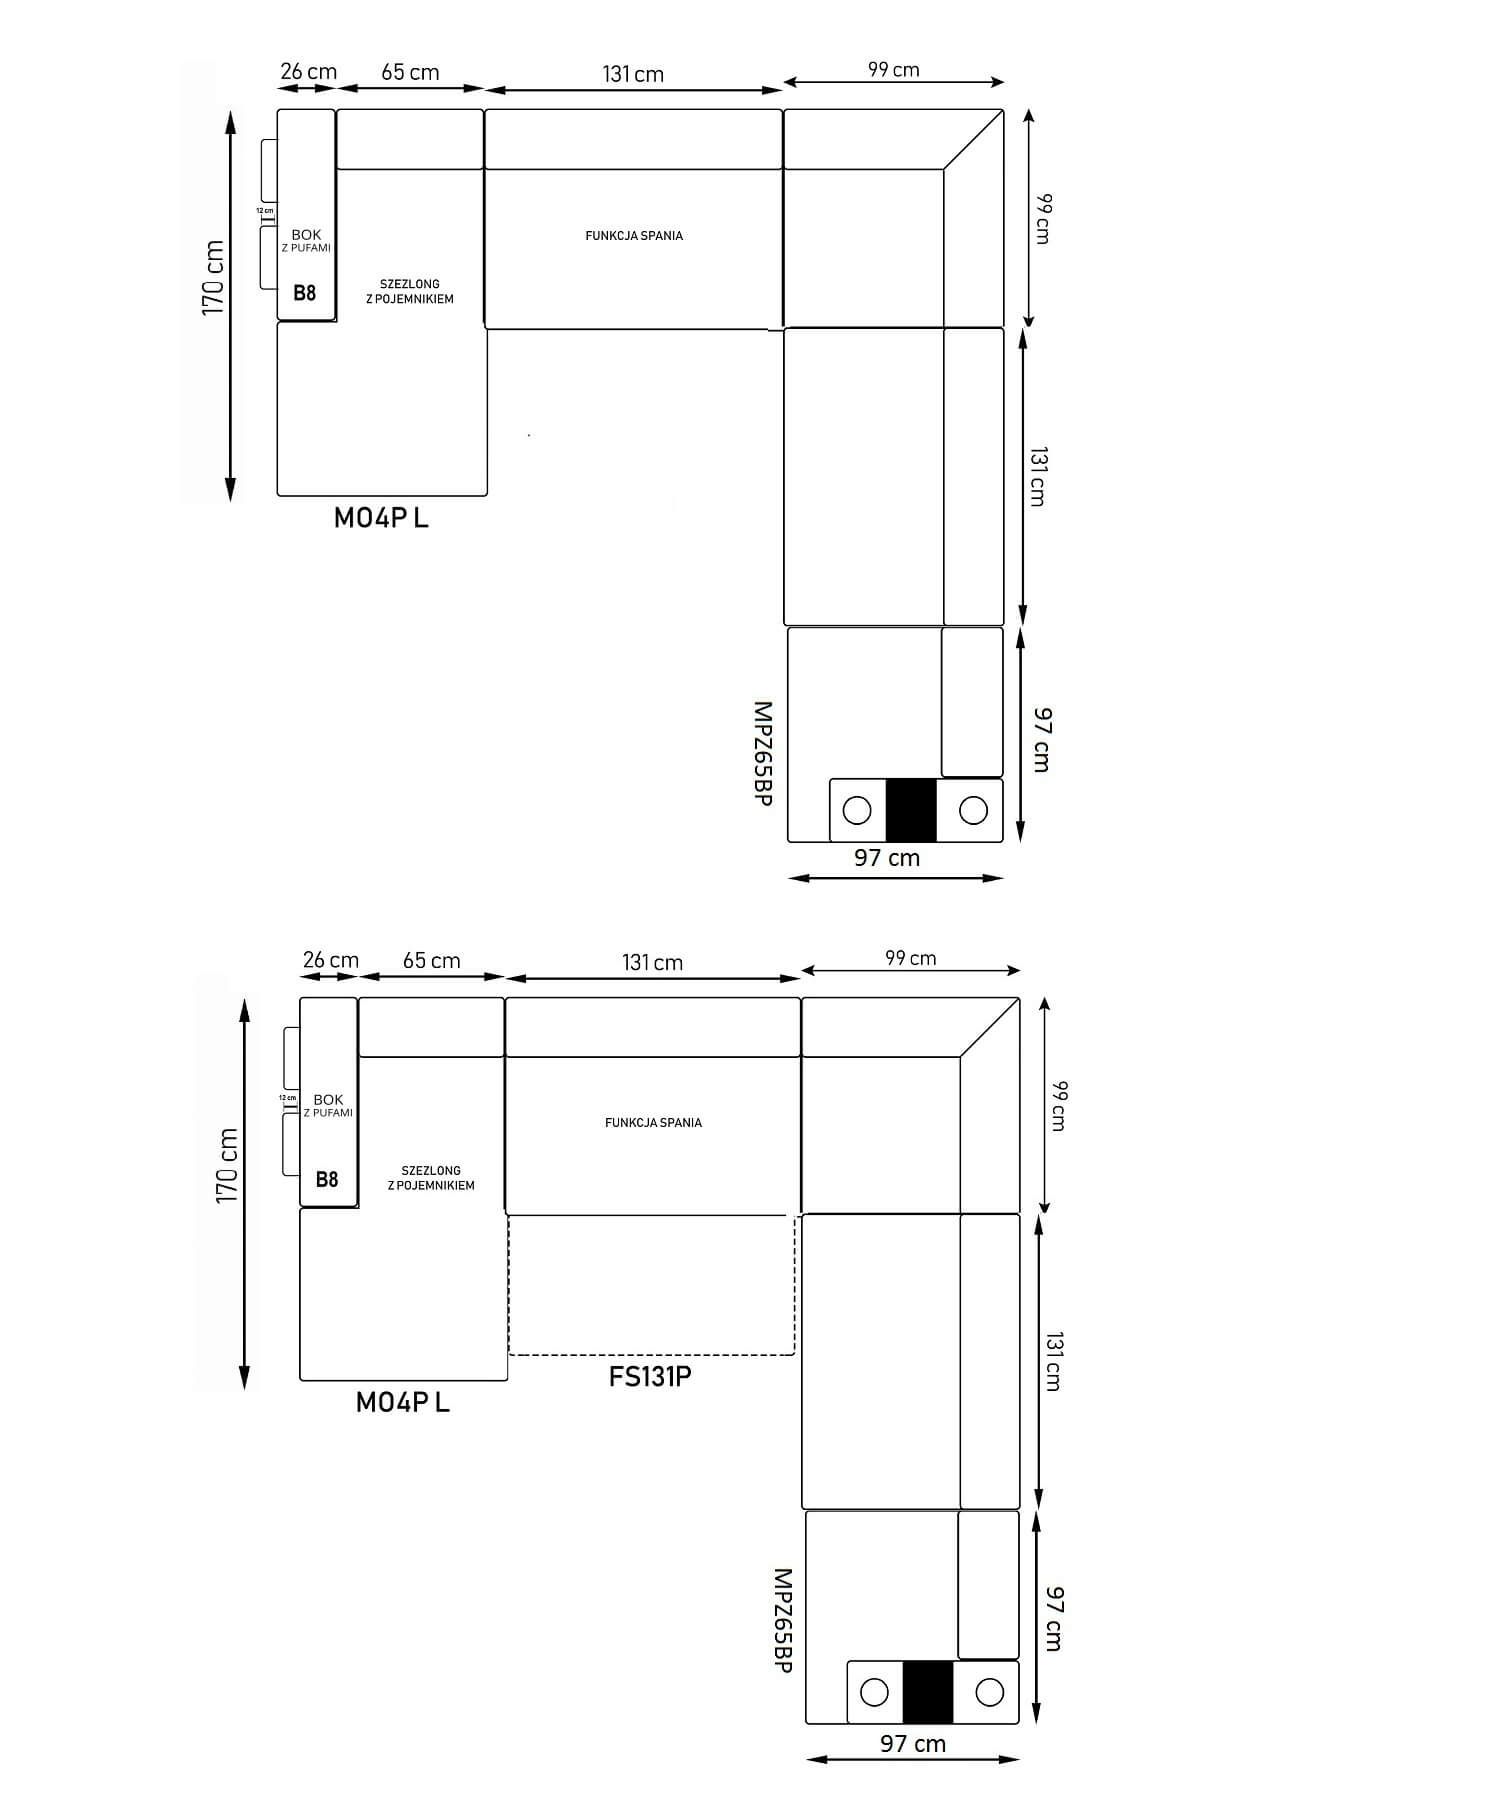 26 cm
65 cm
131 cm
99 cm
99 cm
170 cm
12 cm
BOK
Z PUFAMI
B8
SZEZLONG
Z POJEMNIKIEM
FUNKCJA SPANIA
M04P L
131 cm
MPZ65BP
97 cm
97 cm
26 cm
65 cm
131 cm
99 cm
99 cm
170 cm
12 cm
BOK
Z PUFAMI
B8
SZEZLONG
Z POJEMNIKIEM
FUNKCJA SPANIA
FS131P
M04P L
131 cm
MPZ65BP
97 cm
97 cm